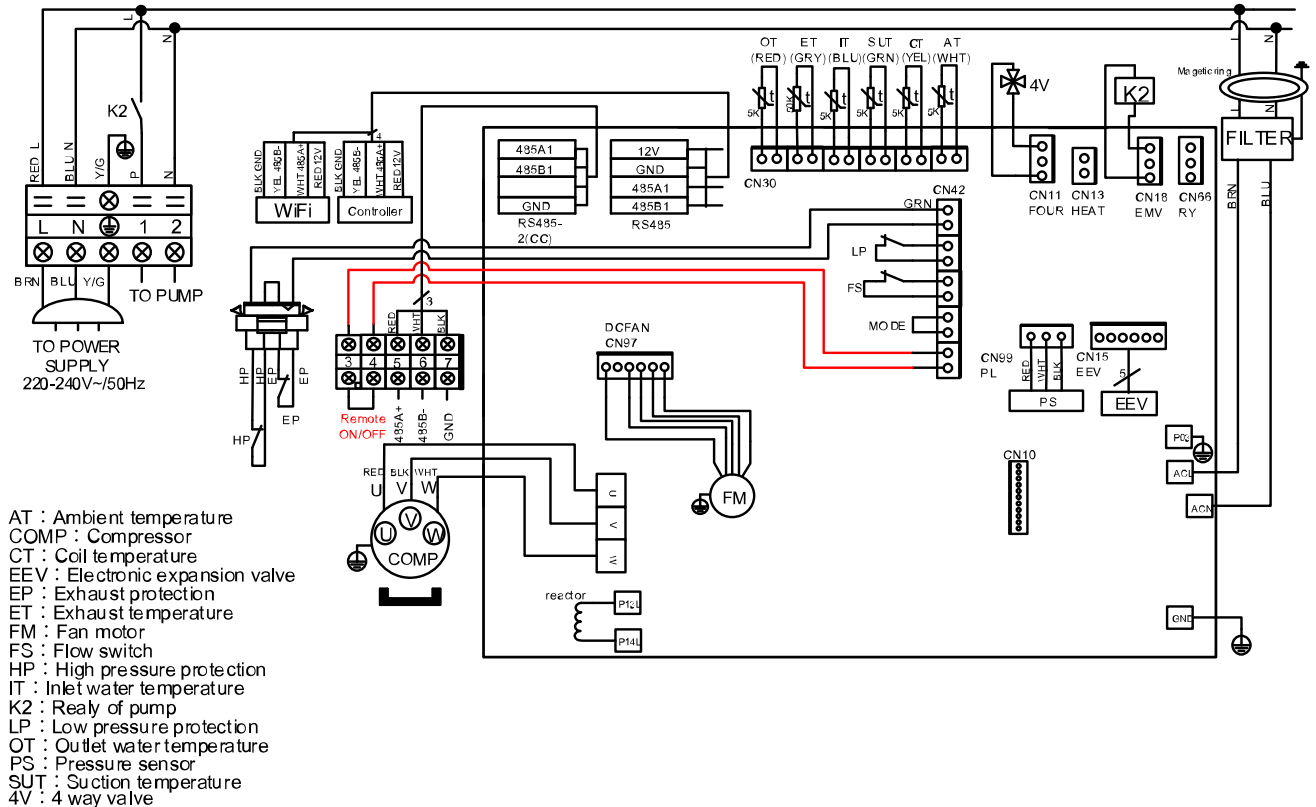 L
N
L
N
K2
RED L
BLU N
Y/G
P
N
L N 1 2
BRN BLU Y/G
TO PUMP
TO POWER
SUPPLY
220-240V~/50Hz
BLK GND
YEL 485B-
WHT 485A+
RED 12V
WiFi
BLK GND
YEL 485B-
WHT 485A+
RED 12V
Controller
4
485A1
485B1
GND
RS485-
2(CC)
12V
GND
485A1
485B1
RS485
OT ET IT SUT CT AT
(RED) (GRY) (BLU) (GRN) (YEL) (WHT)
t t t t t t
5K 50K 5K 5K 5K 5K
CN30
4V
K2
CN11
FOUR
CN13
HEAT
CN18
EMV
CN66
RY
Mageticring
L
N
FILTER
BRN
BLU
CN42
GRN
LP
FS
MODE
HP
HP
EP
EP
EP
HP
3
RED
WHT
BLK
3 4 5 6 7
Remote
ON/OFF
485A+
485B-
GND
DCFAN
CN97
FM
CN99
PL
RED
WHT
BLK
PS
CN15
EEV
5
EEV
P03
ACL
ACN
CN10
RED BLK WHT
U V W
U V W
COMP
U
V
W
reactor
P13L
P14L
GND
AT : Ambient temperature
COMP : Compressor
CT : Coil temperature
EEV : Electronic expansion valve
EP : Exhaust protection
ET : Exhaust temperature
FM : Fan motor
FS : Flow switch
HP : High pressure protection
IT : Inlet water temperature
K2 : Realy of pump
LP : Low pressure protection
OT : Outlet water temperature
PS : Pressure sensor
SUT : Suction temperature
4V : 4 way valve